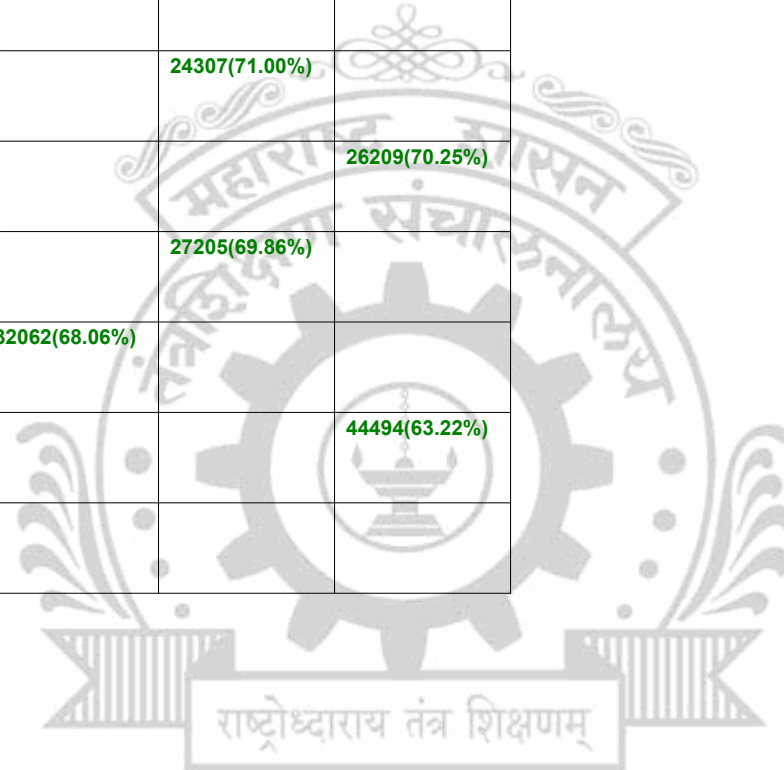 24307(71.00%)
26209(70.25%)
27205(69.86%)
32062(68.06%)
44494(63.22%)
महाराष्ट्र शासन
तंत्रशिक्षण संचालनालय
राष्ट्रोध्दाराय तंत्र शिक्षणम्